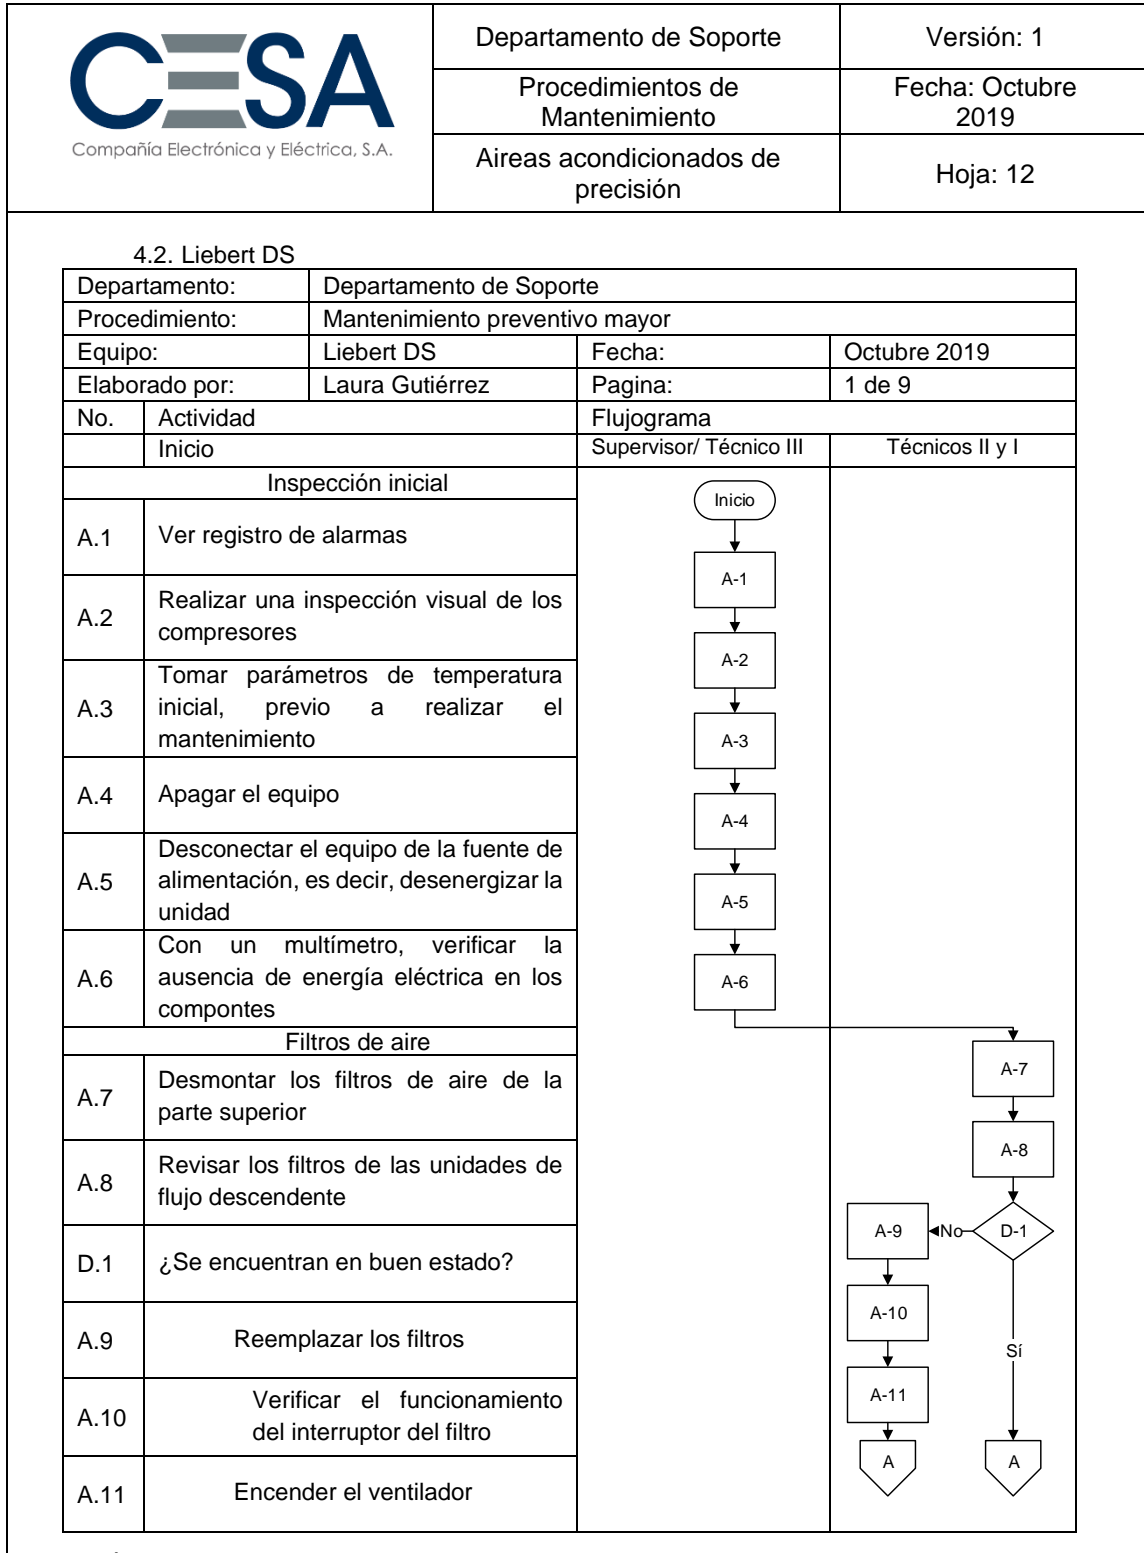 CESA
Compañía Electrónica y Eléctrica, S.A.
Departamento de Soporte
Versión: 1
Procedimientos de
Mantenimiento
Fecha: Octubre
2019
Aireas acondicionados de
precisión
Hoja: 12
4.2. Liebert DS
Departamento:
Departamento de Soporte
Procedimiento:
Mantenimiento preventivo mayor
Equipo:
Liebert DS
Fecha:
Octubre 2019
Elaborado por:
Laura Gutiérrez
Pagina:
1 de 9
No.
Actividad
Flujograma
Inicio
Supervisor/ Técnico III
Técnicos II y I
Inspección inicial
A.1
Ver registro de alarmas
A.2
Realizar una inspección visual de los
compresores
A.3
Tomar parámetros de temperatura
inicial, previo a realizar el
mantenimiento
A.4
Apagar el equipo
A.5
Desconectar el equipo de la fuente de
alimentación, es decir, desenergizar la
unidad
A.6
Con un multímetro, verificar la
ausencia de energía eléctrica en los
compontes
Filtros de aire
A.7
Desmontar los filtros de aire de la
parte superior
A.8
Revisar los filtros de las unidades de
flujo descendente
D.1
¿Se encuentran en buen estado?
A.9
Reemplazar los filtros
A.10
Verificar el funcionamiento
del interruptor del filtro
A.11
Encender el ventilador
Inicio
A-1
A-2
A-3
A-4
A-5
A-6
A-7
A-8
D-1
No
A-9
A-10
Sí
A-11
A
A